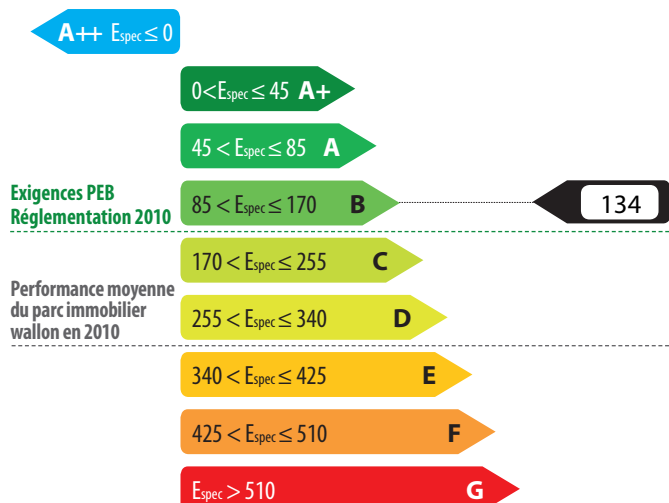 A++ Espec ≤ 0
0<Espec ≤ 45 A+
45 < Espec ≤ 85 A
Exigences PEB
Réglementation 2010
85 < Espec ≤ 170 B
134
170 < Espec ≤ 255 C
Performance moyenne
du parc immobilier
wallon en 2010
255 < Espec ≤ 340 D
340 < Espec ≤ 425 E
425 < Espec ≤ 510 F
Espec > 510 G